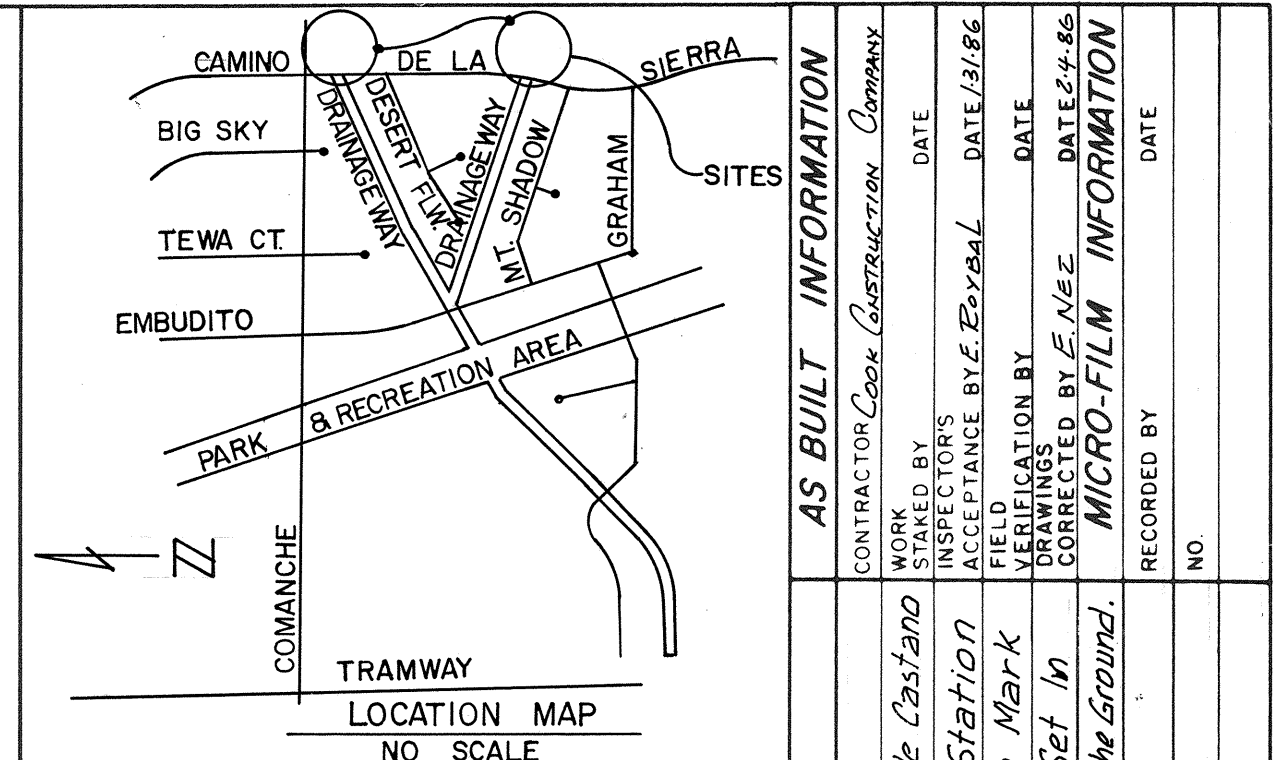 CAMINO DE LA SIERRA
BIG SKY
DRAINAGEWAY
DESERT FLW.
DRAINAGEWAY
MT. SHADOW
GRAHAM
SITES
TEWA CT.
EMBUDITO
PARK & RECREATION AREA
N
COMANCHE
TRAMWAY
LOCATION MAP
NO SCALE
AS BUILT INFORMATION
CONTRACTOR COOK CONSTRUCTION COMPANY
WORK
STAKED BY DATE
INSPECTOR'S
ACCEPTANCE BY E. ROYBAL DATE 1·31·86
FIELD
VERIFICATION BY DATE
DRAWINGS
CORRECTED BY E. NEZ DATE 2·4·86
MICRO-FILM INFORMATION
RECORDED BY DATE
NO.
Castano
Station
Mark
Set In
Ground.